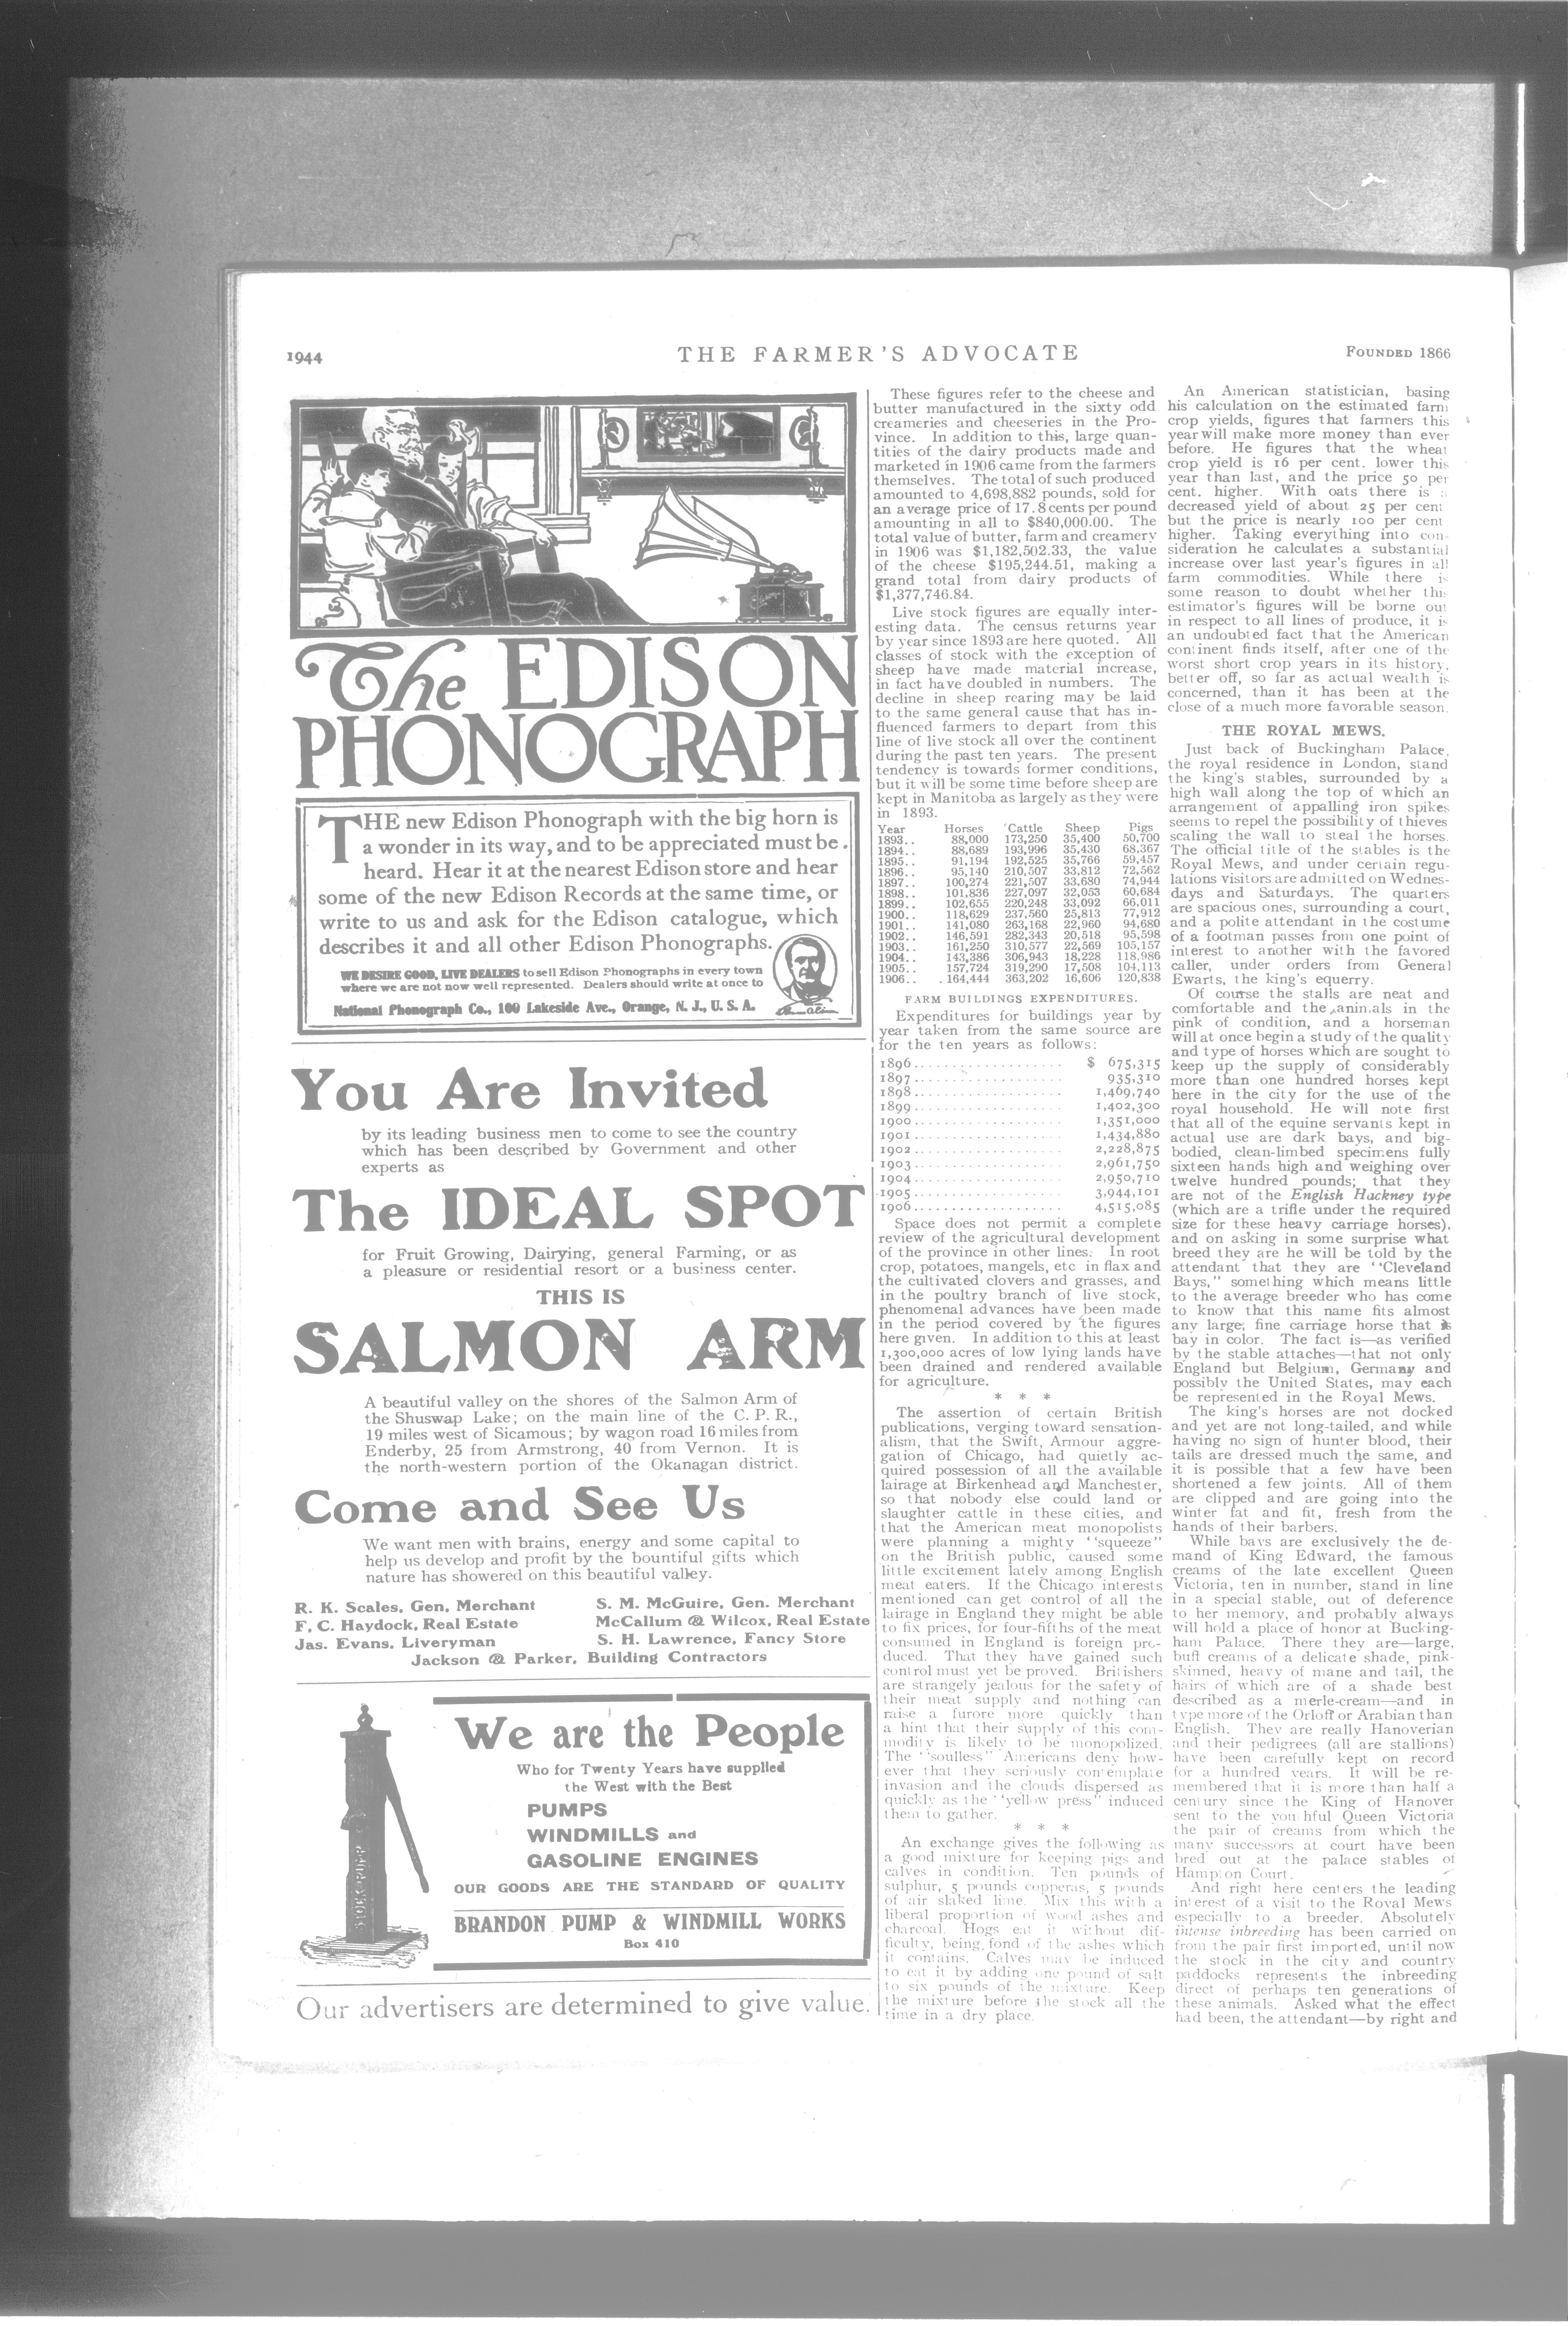 1944
THE FARMER'S ADVOCATE
FOUNDED 1866
The EDISON
PHONOGRAPH
THE new Edison Phonograph with the big horn is
a wonder in its way, and to be appreciated must be
heard. Hear it at the nearest Edison store and hear
some of the new Edison Records at the same time, or
write to us and ask for the Edison catalogue, which
describes it and all other Edison Phonographs.
WE DESIRE GOOD, LIVE DEALERS to sell Edison Phonographs in every town
where we are not now well represented. Dealers should write at once to
National Phonograph Co., 100 Lakeside Ave., Orange, N. J., U. S. A.
You Are Invited
by its leading business men to come to see the country
which has been described by Government and other
experts as
The IDEAL SPOT
for Fruit Growing, Dairying, general Farming, or as
a pleasure or residential resort or a business center.
THIS IS
SALMON ARM
A beautiful valley on the shores of the Salmon Arm of
the Shuswap Lake; on the main line of the C. P. R.,
19 miles west of Sicamous; by wagon road 16 miles from
Enderby, 25 from Armstrong, 40 from Vernon. It is
the north-western portion of the Okanagan district.
Come and See Us
We want men with brains, energy and some capital to
help us develop and profit by the bountiful gifts which
nature has showered on this beautiful valley.
R. K. Scales, Gen, Merchant
S. M. McGuire, Gen. Merchant
F. C. Haydock, Real Estate
McCallum & Wilcox, Real Estate
Jas. Evans, Liveryman
S. H. Lawrence, Fancy Store
Jackson & Parker, Building Contractors
We are the People
Who for Twenty Years have supplied
the West with the Best
PUMPS
WINDMILLS and
GASOLINE ENGINES
OUR GOODS ARE THE STANDARD OF QUALITY
BRANDON PUMP & WINDMILL WORKS
Box 410
STOCK PUMP
Our advertisers are determined to give value.
These figures refer to the cheese and
butter manufactured in the sixty odd
creameries and cheeseries in the Pro-
vince. In addition to this, large quan-
tities of the dairy products made and
marketed in 1906 came from the farmers
themselves. The total of such produced
amounted to 4,698,882 pounds, sold for
an average price of 17.8 cents per pound
amounting in all to $840,000.00. The
total value of butter, farm and creamery
in 1906 was $1,182,502.33, the value
of the cheese $195,244.51, making a
grand total from dairy products of
$1,377,746.84.
Live stock figures are equally inter-
esting data. The census returns year
by year since 1893 are here quoted. All
classes of stock with the exception of
sheep have made material increase,
in fact have doubled in numbers. The
decline in sheep rearing may be laid
to the same general cause that has in-
fluenced farmers to depart from this
line of live stock all over the continent
during the past ten years. The present
tendency is towards former conditions,
but it will be some time before sheep are
kept in Manitoba as largely as they were
in 1893.
Year Horses Cattle Sheep Pigs
1893.. 88,000 173,250 35,400 50,700
1894.. 88,689 193,996 35,430 68,367
1895.. 91,194 192,525 35,766 59,457
1896.. 95,140 210,507 33,812 72,562
1897.. 100,274 221,507 33,680 74,944
1898.. 101,836 227,097 32,053 60,684
1899.. 102,655 220,248 33,092 66,011
1900.. 118,629 237,560 25,813 77,912
1901.. 141,080 263,168 22,960 94,680
1902.. 146,591 282,343 20,518 95,598
1903.. 161,250 310,577 22,569 105,157
1904.. 143,386 306,943 18,228 118,986
1905.. 157,724 319,290 17,508 104,113
1906.. 164,444 363,202 16,606 120,838
FARM BUILDINGS EXPENDITURES.
Expenditures for buildings year by
year taken from the same source are
for the ten years as follows:
1896.................... $ 675,315
1897.................... 935,310
1898.................... 1,469,740
1899.................... 1,402,300
1900.................... 1,351,000
1901.................... 1,434,880
1902.................... 2,228,875
1903.................... 2,961,750
1904.................... 2,950,710
1905.................... 3,944,101
1906.................... 4,515,085
Space does not permit a complete
review of the agricultural development
of the province in other lines. In root
crop, potatoes, mangels, etc in flax and
the cultivated clovers and grasses, and
in the poultry branch of live stock,
phenomenal advances have been made
in the period covered by the figures
here given. In addition to this at least
1,300,000 acres of low lying lands have
been drained and rendered available
for agriculture.
* * *
The assertion of certain British
publications, verging toward sensation-
alism, that the Swift, Armour aggre-
gation of Chicago, had quietly ac-
quired possession of all the available
lairage at Birkenhead and Manchester,
so that nobody else could land or
slaughter cattle in these cities, and
that the American meat monopolists
were planning a mighty "squeeze"
on the British public, caused some
little excitement lately among English
meat eaters. If the Chicago interests
mentioned can get control of all the
lairage in England they might be able
to fix prices, for four-fifths of the meat
consumed in England is foreign pro-
duced. That they have gained such
control must yet be proved. Britishers
are strangely jealous for the safety of
their meat supply and nothing can
raise a furore more quickly than
a hint that their supply of this com-
modity is likely to be monopolized.
The "soulless" Americans deny how-
ever that they seriously contemplate
invasion and the clouds dispersed as
quickly as the "yellow press" induced
them to gather.
* * *
An exchange gives the following as
a good mixture for keeping pigs and
calves in condition. Ten pounds of
sulphur, 5 pounds copperas, 5 pounds
of air slaked lime. Mix this with a
liberal proportion of wood ashes and
charcoal. Hogs eat it without dif-
ficulty, being fond of the ashes which
it contains. Calves may be induced
to eat it by adding one pound of salt
to six pounds of the mixture. Keep
the mixture before the stock all the
time in a dry place.
An American statistician, basing
his calculation on the estimated farm
crop yields, figures that farmers this
year will make more money than ever
before. He figures that the wheat
crop yield is 16 per cent. lower this
year than last, and the price 50 per
cent. higher. With oats there is a
decreased yield of about 25 per cent
but the price is nearly 100 per cent
higher. Taking everything into con-
sideration he calculates a substantial
increase over last year's figures in all
farm commodities. While there is
some reason to doubt whether this
estimator's figures will be borne out
in respect to all lines of produce, it is
an undoubted fact that the American
continent finds itself, after one of the
worst short crop years in its history,
better off, so far as actual wealth is
concerned, than it has been at the
close of a much more favorable season.
THE ROYAL MEWS.
Just back of Buckingham Palace,
the royal residence in London, stand
the king's stables, surrounded by a
high wall along the top of which an
arrangement of appalling iron spikes
seems to repel the possibility of thieves
scaling the wall to steal the horses.
The official title of the stables is the
Royal Mews, and under certain regu-
lations visitors are admitted on Wednes-
days and Saturdays. The quarters
are spacious ones, surrounding a court,
and a polite attendant in the costume
of a footman passes from one point of
interest to another with the favored
caller, under orders from General
Ewarts, the king's equerry.
Of course the stalls are neat and
comfortable and the animals in the
pink of condition, and a horseman
will at once begin a study of the quality
and type of horses which are sought to
keep up the supply of considerably
more than one hundred horses kept
here in the city for the use of the
royal household. He will note first
that all of the equine servants kept in
actual use are dark bays, and big-
bodied, clean-limbed specimens fully
sixteen hands high and weighing over
twelve hundred pounds; that they
are not of the English Hackney type
(which are a trifle under the required
size for these heavy carriage horses),
and on asking in some surprise what
breed they are he will be told by the
attendant that they are "Cleveland
Bays," something which means little
to the average breeder who has come
to know that this name fits almost
any large, fine carriage horse that is
bay in color. The fact is—as verified
by the stable attaches—that not only
England but Belgium, Germany and
possibly the United States, may each
be represented in the Royal Mews.
The king's horses are not docked
and yet are not long-tailed, and while
having no sign of hunter blood, their
tails are dressed much the same, and
it is possible that a few have been
shortened a few joints. All of them
are clipped and are going into the
winter fat and fit, fresh from the
hands of their barbers.
While bays are exclusively the de-
mand of King Edward, the famous
creams of the late excellent Queen
Victoria, ten in number, stand in line
in a special stable, out of deference
to her memory, and probably always
will hold a place of honor at Bucking-
ham Palace. There they are—large,
buff creams of a delicate shade, pink-
skinned, heavy of mane and tail, the
hairs of which are of a shade best
described as a merle-cream—and in
type more of the Orloff or Arabian than
English. They are really Hanoverian
and their pedigrees (all are stallions)
have been carefully kept on record
for a hundred years. It will be re-
membered that it is more than half a
century since the King of Hanover
sent to the you hful Queen Victoria
the pair of creams from which the
many successors at court have been
bred out at the palace stables of
Hampton Court.
And right here centers the leading
interest of a visit to the Royal Mews
especially to a breeder. Absolutely
intense inbreeding has been carried on
from the pair first imported, until now
the stock in the city and country
paddocks represents the inbreeding
direct of perhaps ten generations of
these animals. Asked what the effect
had been, the attendant—by right and